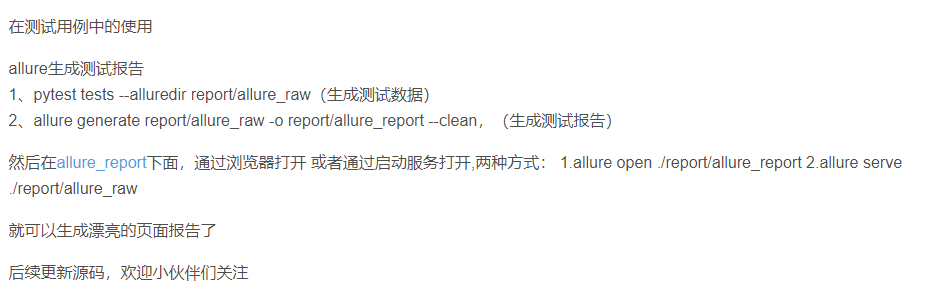 在测试用例中的使用
allure生成测试报告
1、pytest tests --alluredir report/allure_raw（生成测试数据）
2、allure generate report/allure_raw -o report/allure_report --clean，（生成测试报告）
然后在allure_report下面，通过浏览器打开 或者通过启动服务打开,两种方式： 1.allure open ./report/allure_report 2.allure serve
./report/allure_raw
就可以生成漂亮的页面报告了
后续更新源码，欢迎小伙伴们关注